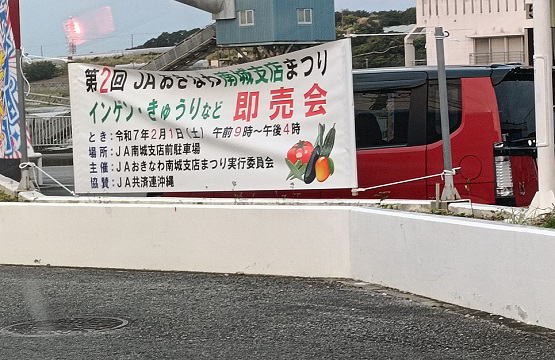 第2回 JAおきなわ南城支店まつり
インゲン・きゅうりなど 即売会
とき：令和7年2月1日(土) 午前9時〜午後4時
場所：JA南城支店前駐車場
主催：JAおきなわ南城支店まつり実行委員会
協賛：JA共済連沖縄